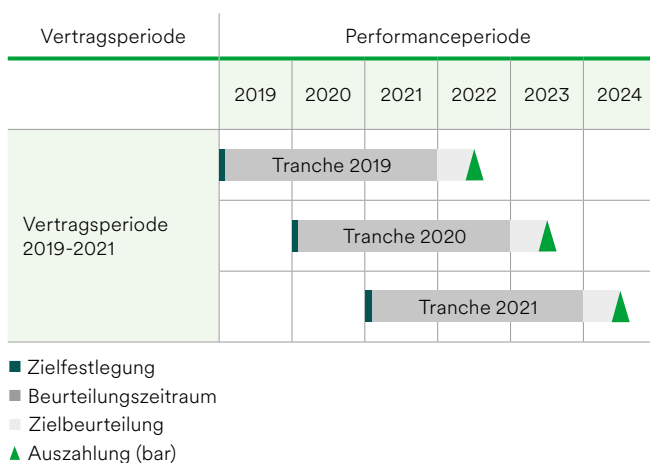 Vertragsperiode
Performanceperiode
2019 2020 2021 2022 2023 2024
Tranche 2019
Vertragsperiode
2019-2021
Tranche 2020
Tranche 2021
Zielfestlegung
Beurteilungszeitraum
Zielbeurteilung
Auszahlung (bar)